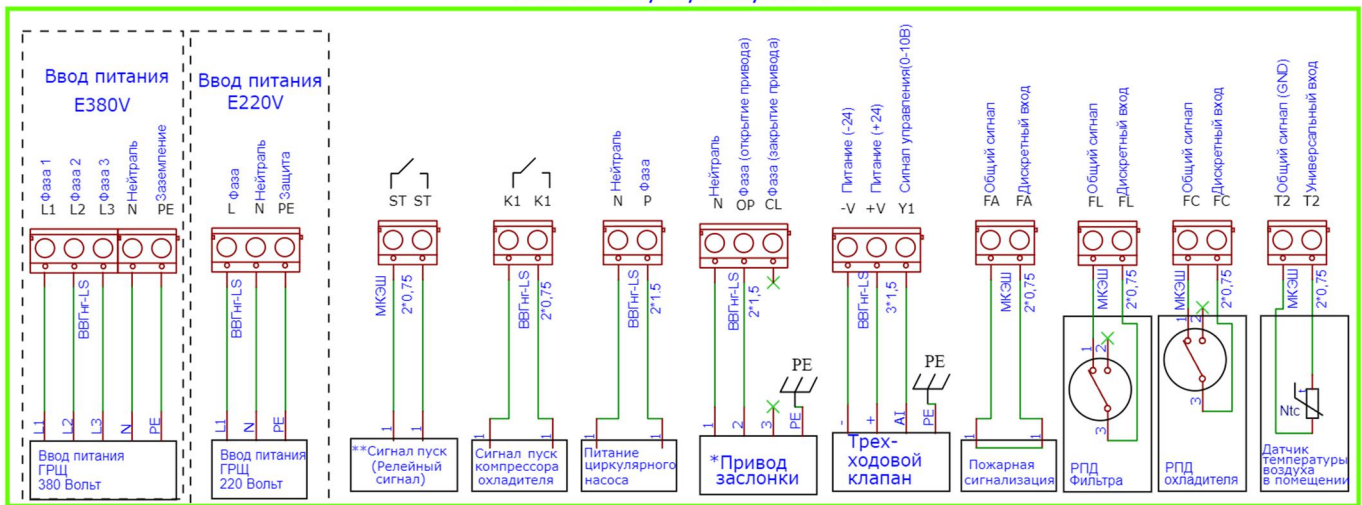 Ввод питания
E380V
Ввод питания
E220V
Фаза 1
Фаза 2
Фаза 3
Нейтраль
Заземпение
L1 L2 L3 N PE
Фаза
Нейтраль
Защита
L N PE
ST ST
K1 K1
Нейтраль
Фаза
N P
Нейтраль
Фаза (открытие привода)
Фаза (закрытие привода)
N OP CL
Питание (-24)
Питание (+24)
Сигнал управления(0-10В)
-V +V Y1
Общий сигнал
Дискретный вход
FA FA
Общий сигнал
Дискретный вход
FL FL
Общий сигнал
Дискретный вход
FC FC
Общий сигнал (GND)
Универсальный вход
T2 T2
ВВГнг-LS
ВВГнг-LS
МКЭШ
2*0,75
ВВГнг-LS
2*0,75
ВВГнг-LS
2*1.5
ВВГнг-LS
2*1,5
ВВГнг-LS
3*1,5
МКЭШ
2*0,75
МКЭШ
2*0,75
МКЭШ
2*0,75
МКЭШ
2*0,75
PE
PE
L1 L2 L3 N PE
L1 N PE
1 1
1 1
1 1
1 2 3 PE
- + AI PE
1 1
1 2
3
1 2
3
t
Ntc
Ввод питания
ГРЩ
380 Вольт
Ввод питания
ГРЩ
220 Вольт
**Сигнал пуск
(Релейный
сигнал)
Сигнал пуск
компрессора
охладителя
Питание
циркулярного
насоса
*Привод
заслонки
Трех-
ходовой
клапан
Пожарная
сигнализация
РПД
Фильтра
РПД
охладителя
Датчик
температуры
воздуха
в помещении